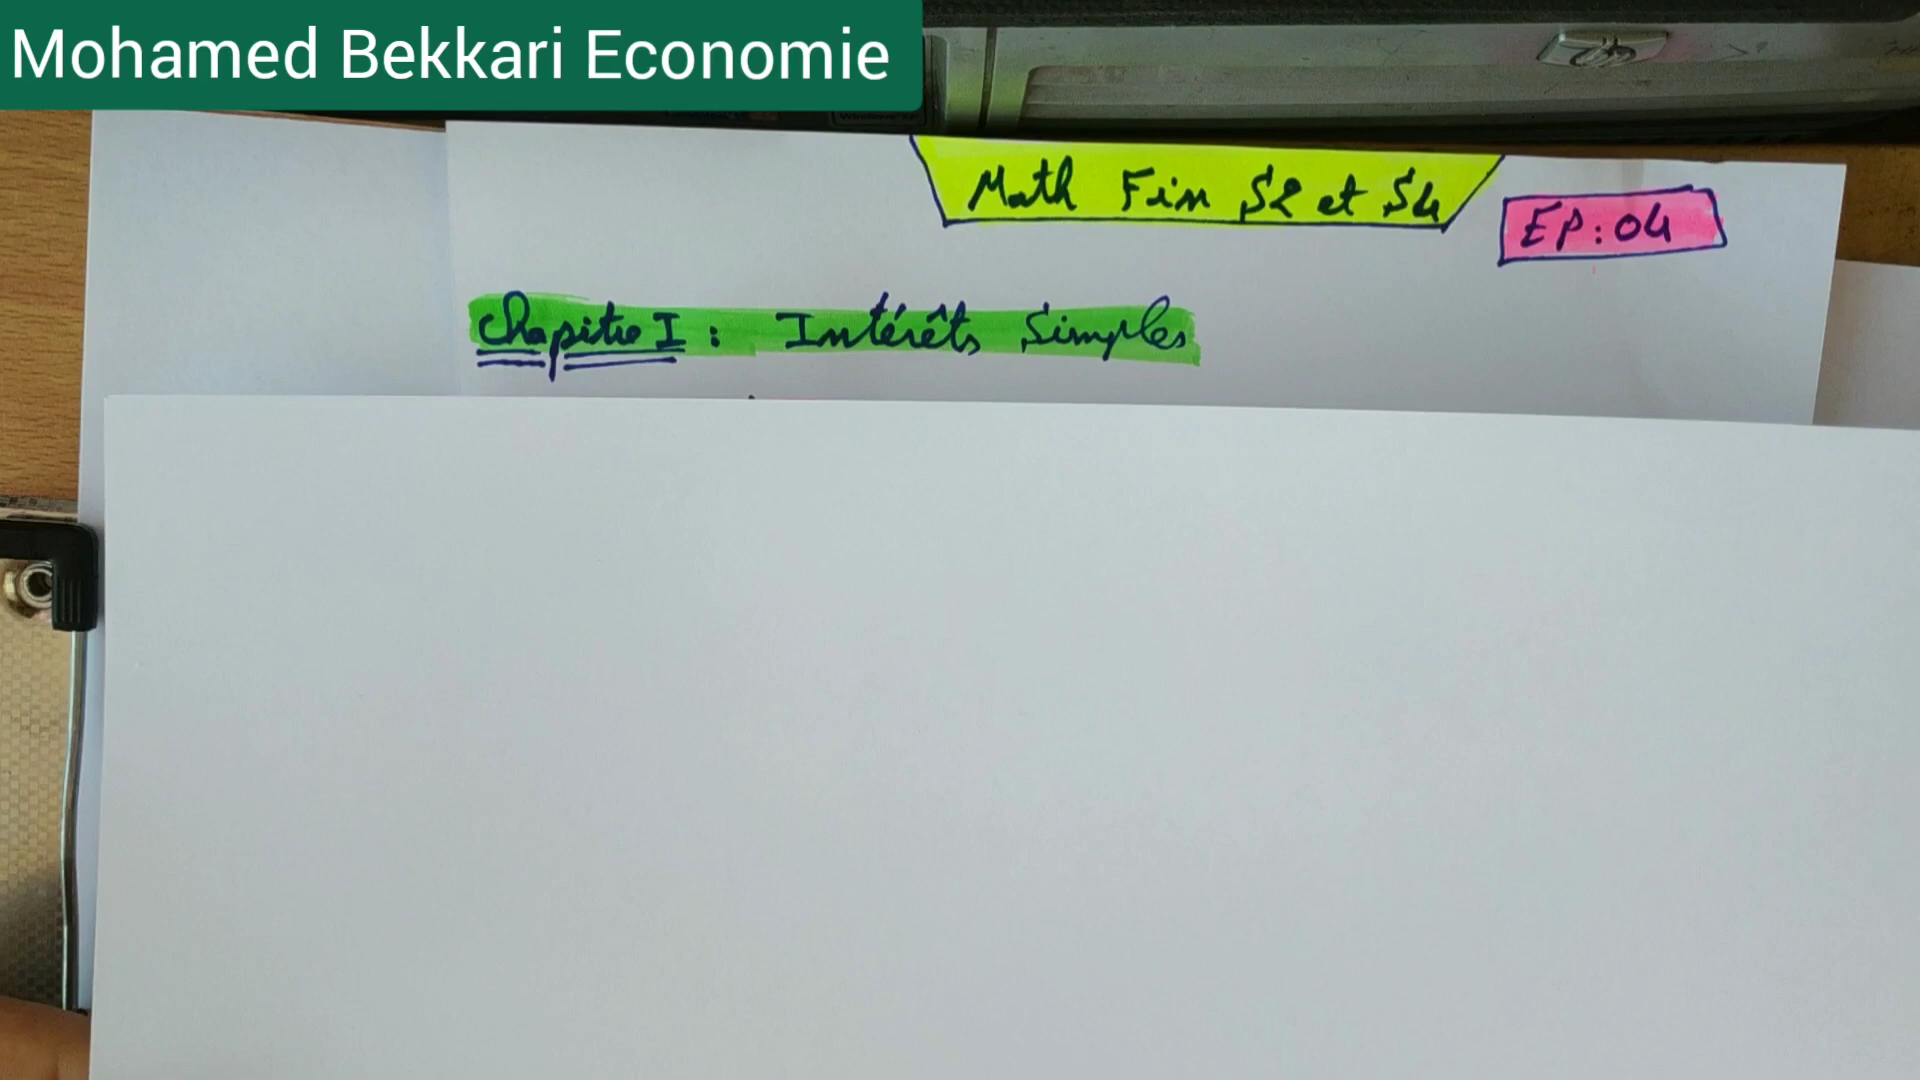 Mohamed Bekkari Economie
Math Fin S2 et S4
EP:04
Chapitre I : Intérêts Simples